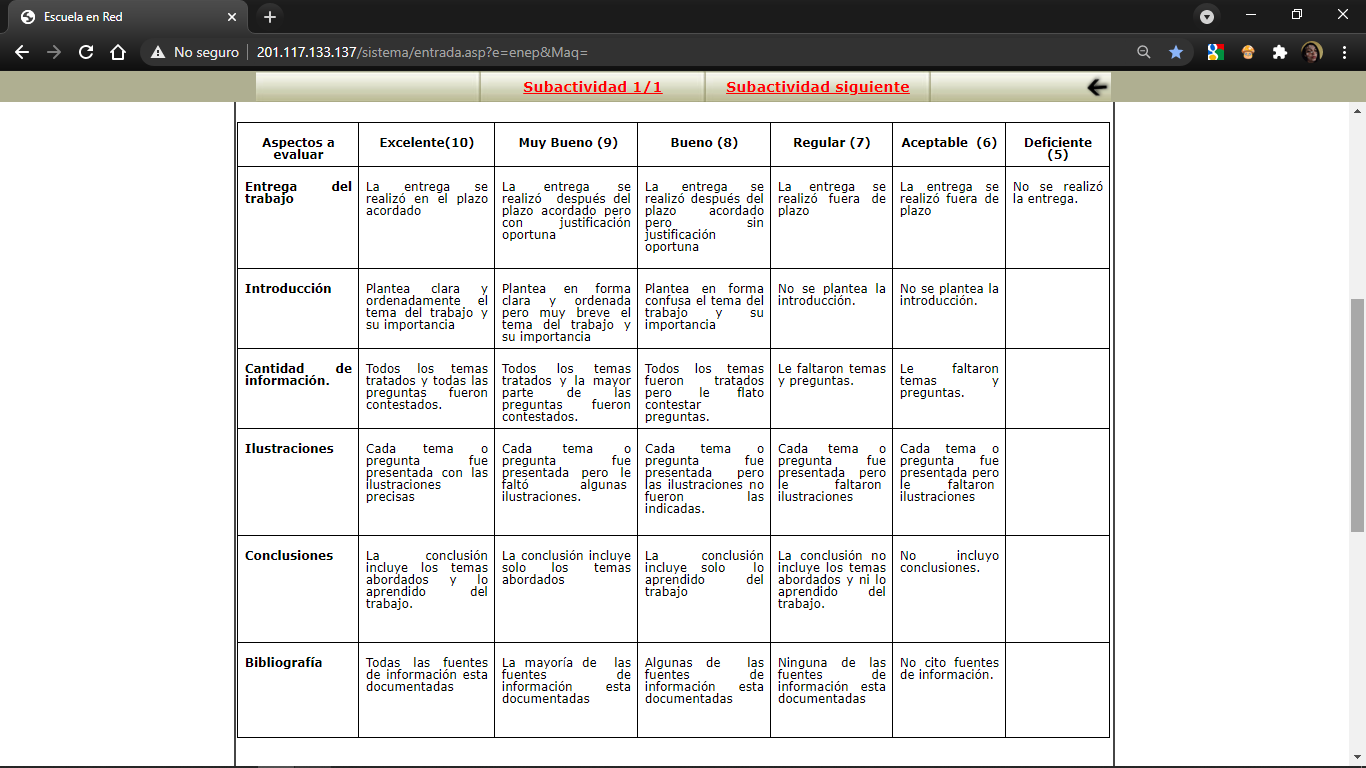 Escuela en Red
No seguro
201.117.133.137/sistema/entrada.asp?e=enep&Maq=
Subactividad 1/1
Subactividad siguiente
Aspectos a
evaluar
Excelente(10)
Muy Bueno (9)
Bueno (8)
Regular (7)
Aceptable (6)
Deficiente
(5)
Entrega del
trabajo
La entrega se
realizó en el plazo
acordado
La entrega se
realizó después del
plazo acordado pero
con justificación
oportuna
La entrega se
realizó después del
plazo acordado
pero sin
justificación
oportuna
La entrega se
realizó fuera de
plazo
La entrega se
realizó fuera de
plazo
No se realizó
la entrega.
Introducción
Plantea clara y
ordenadamente el
tema del trabajo y
su importancia
Plantea en forma
clara y ordenada
pero muy breve el
tema del trabajo y
su importancia
Plantea en forma
confusa el tema del
trabajo y su
importancia
No se plantea la
introducción.
No se plantea la
introducción.
Cantidad de
información.
Todos los temas
tratados y todas las
preguntas fueron
contestados.
Todos los temas
tratados y la mayor
parte de las
preguntas fueron
contestados.
Todos los temas
fueron tratados
pero le flato
contestar
preguntas.
Le faltaron temas
y preguntas.
Le faltaron
temas y
preguntas.
Ilustraciones
Cada tema o
pregunta fue
presentada con las
ilustraciones
precisas
Cada tema o
pregunta fue
presentada pero le
faltó algunas
ilustraciones.
Cada tema o
pregunta fue
presentada pero
las ilustraciones no
fueron las
indicadas.
Cada tema o
pregunta fue
presentada pero
le faltaron
ilustraciones
Cada tema o
pregunta fue
presentada pero
le faltaron
ilustraciones
Conclusiones
La conclusión
incluye los temas
abordados y lo
aprendido del
trabajo.
La conclusión incluye
solo los temas
abordados
La conclusión
incluye solo lo
aprendido del
trabajo
La conclusión no
incluye los temas
abordados y ni lo
aprendido del
trabajo.
No incluyo
conclusiones.
Bibliografía
Todas las fuentes
de información esta
documentadas
La mayoría de las
fuentes de
información esta
documentadas
Algunas de las
fuentes de
información esta
documentadas
Ninguna de las
fuentes de
información esta
documentadas
No cito fuentes
de información.